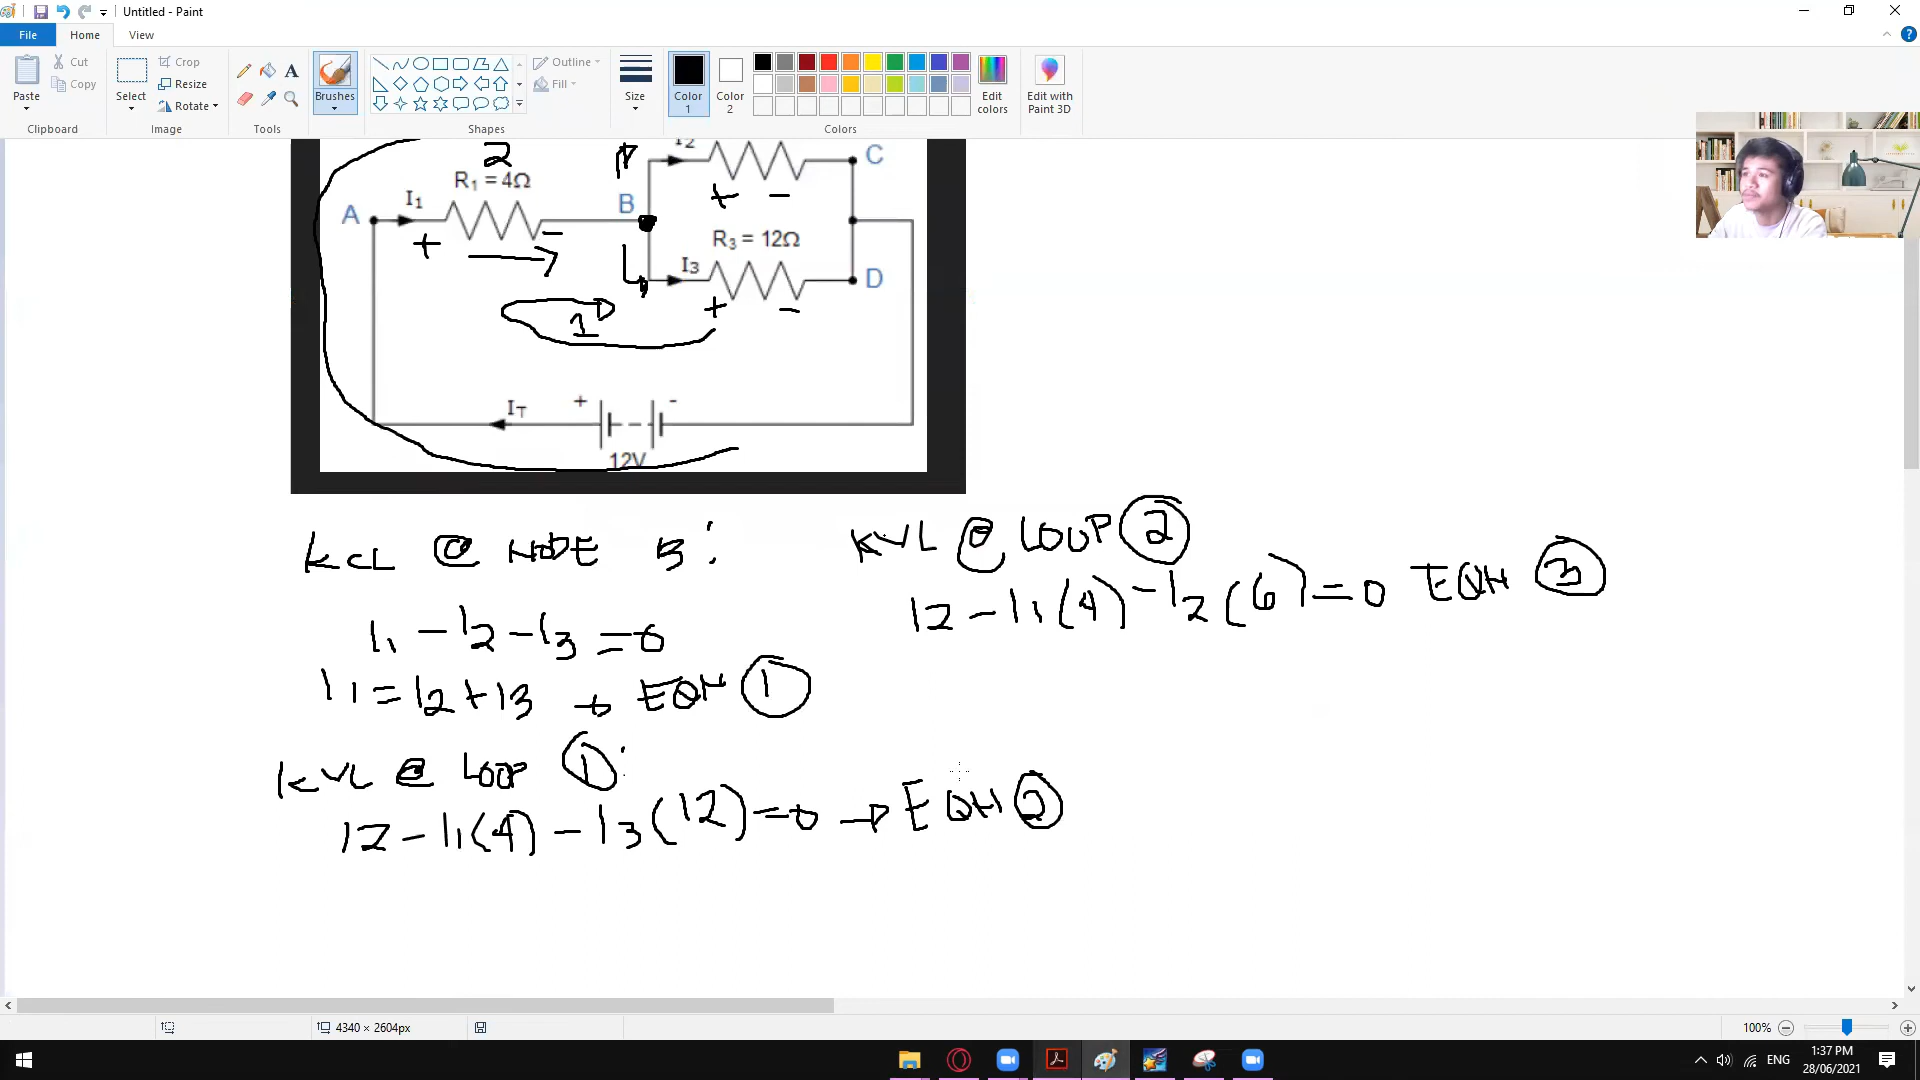 Untitled - Paint
File Home View
Paste
Cut
Copy
Clipboard
Select
Crop
Resize
Rotate
Image
Tools
Brushes
Shapes
Outline
Fill
Size
Color 1
Color 2
Edit colors
Colors
Edit with Paint 3D
2
R1 = 4Ω
I1
A
+ -
B
I2
+ -
C
R3 = 12Ω
I3
+ -
D
1
IT
+ -
12V
KCL @ NODE B:
I1 - I2 - I3 = 0
I1 = I2 + I3 → EQN 1
KVL @ LOOP 1:
12 - I1(4) - I3(12) = 0 → EQN 2
KVL @ LOOP 2
12 - I1(4) - I2(6) = 0 EQN 3
4340 × 2604px
100%
ENG
1:37 PM
28/06/2021